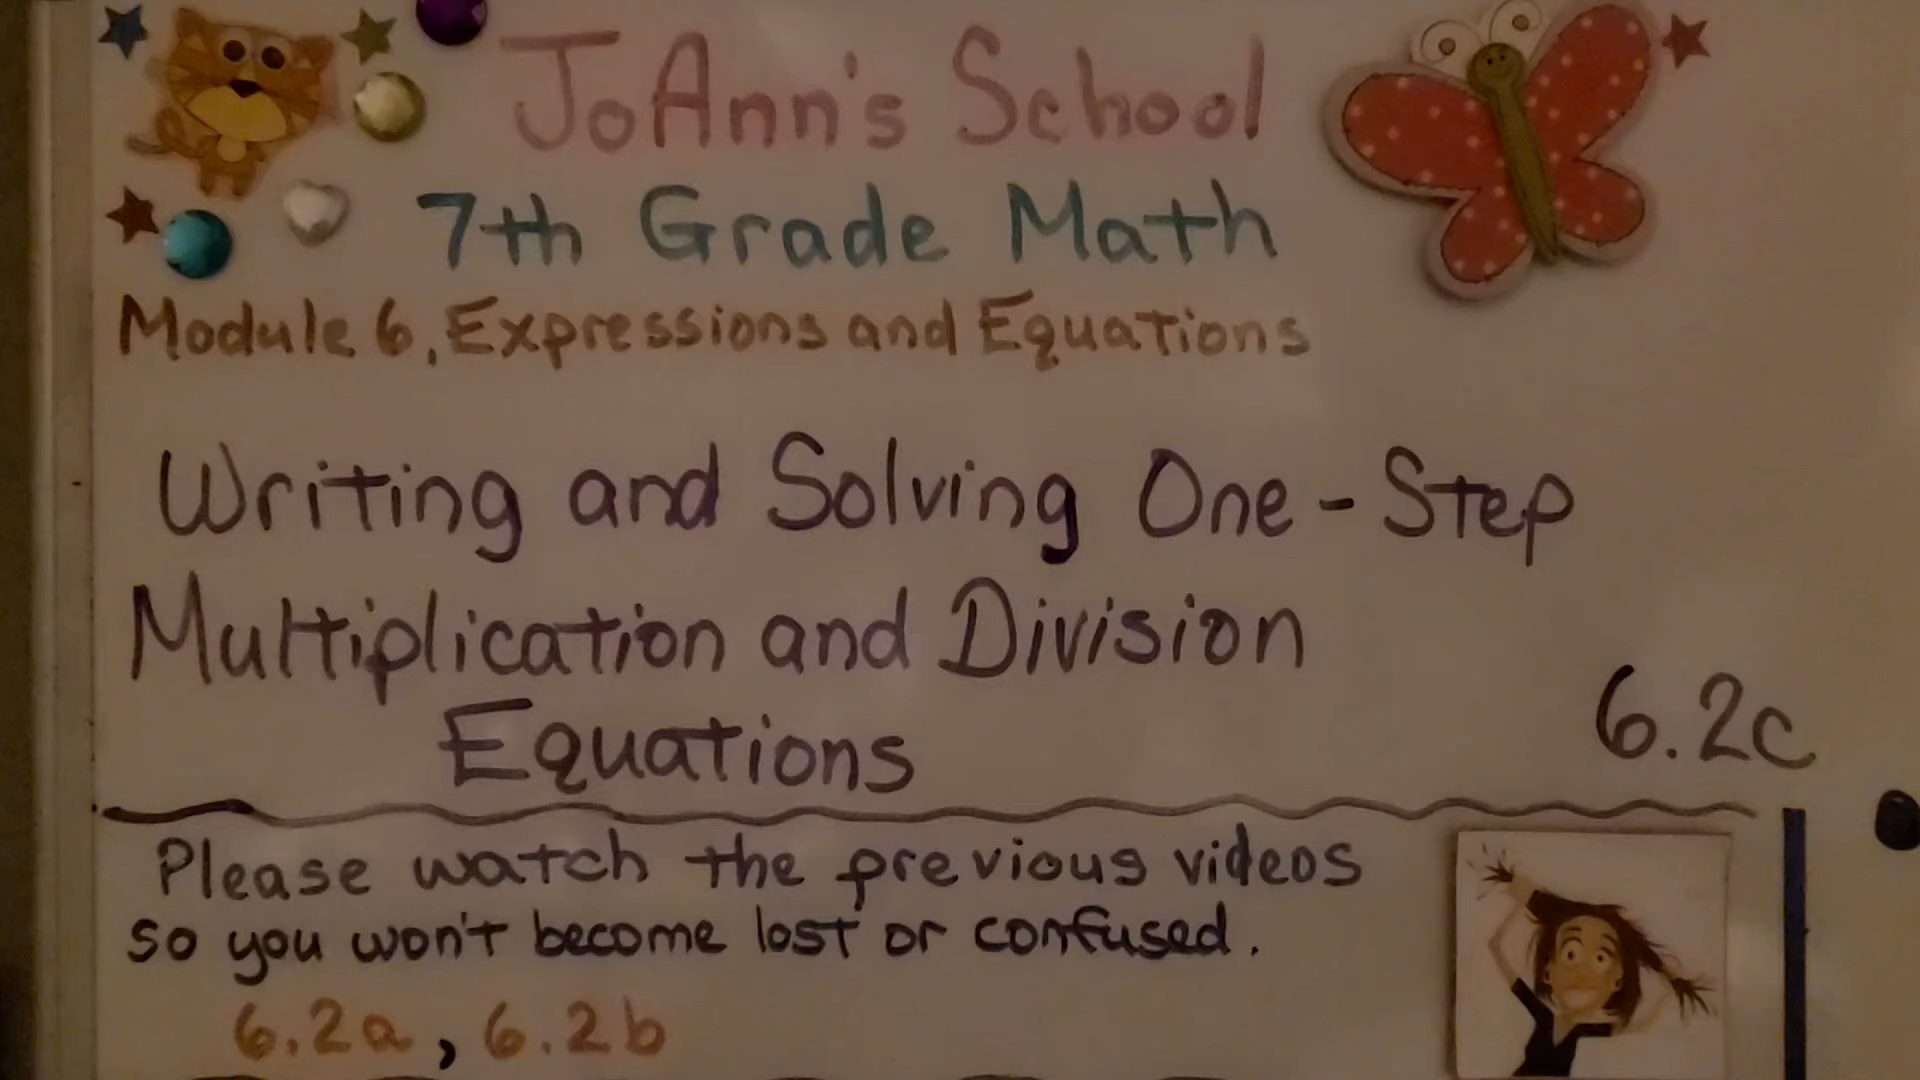 JoAnn's School
7th Grade Math
Module 6, Expressions and Equations
Writing and Solving One-Step
Multiplication and Division
Equations
6.2c
Please watch the previous videos
so you won't become lost or confused.
6.2a, 6.2b